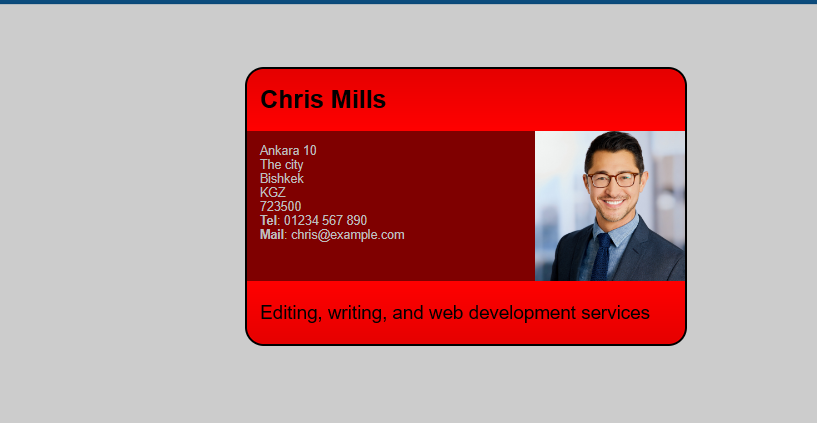 Chris Mills
Ankara 10
The city
Bishkek
KGZ
723500
Tel: 01234 567 890
Mail: chris@example.com
Editing, writing, and web development services